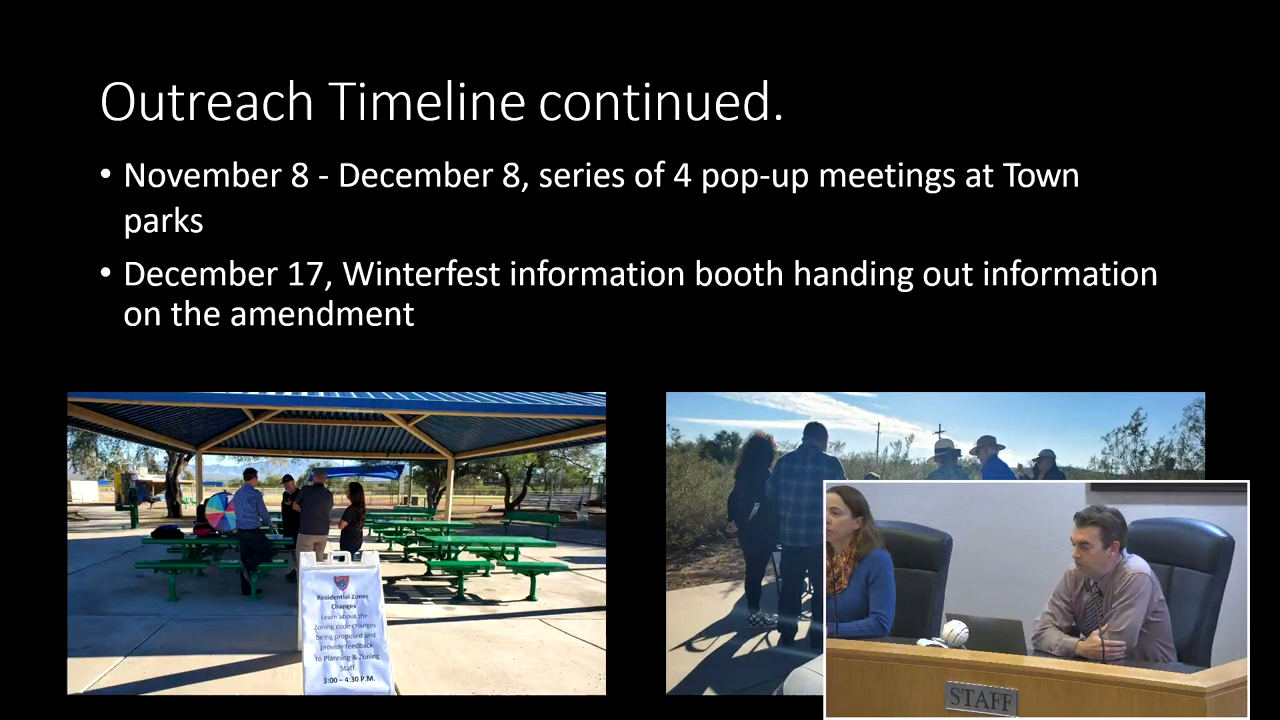 Outreach Timeline continued.
• November 8 - December 8, series of 4 pop-up meetings at Town
parks
• December 17, Winterfest information booth handing out information
on the amendment
Residential Zones
Changes
Learn about the
Zoning code changes
being proposed and
provide feedback
to Planning & Zoning
Staff.
3:00 – 4:30 P.M.
STAFF